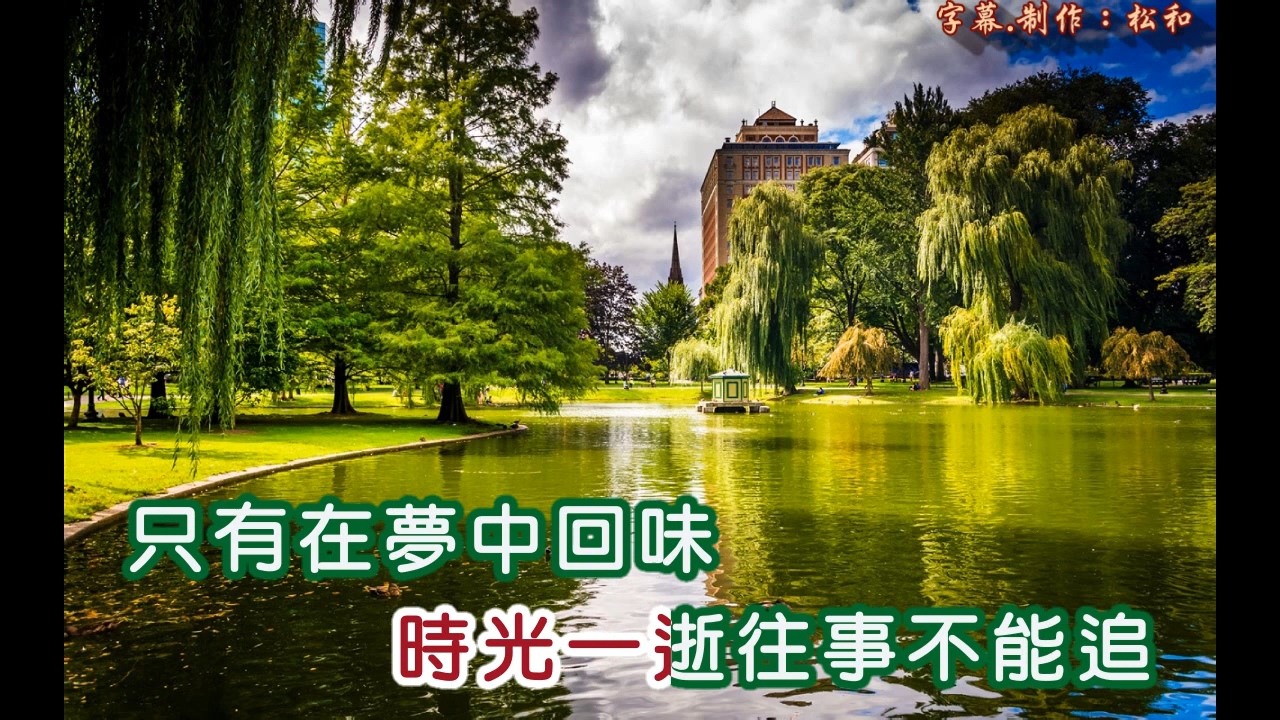 字幕.制作：松和
只有在夢中回味
時光一逝往事不能追